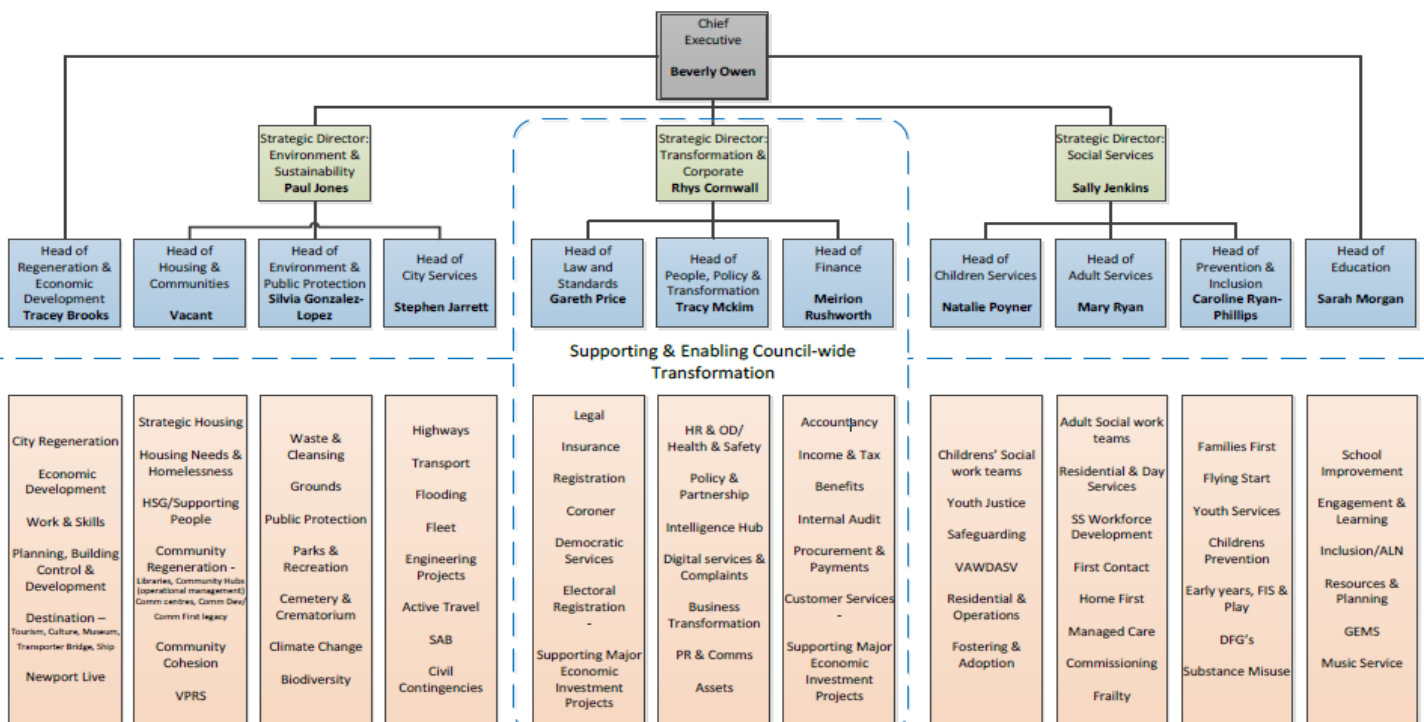 Chief
Executive
Beverly Owen
Strategic Director:
Environment &
Sustainability
Paul Jones
Strategic Director:
Transformation &
Corporate
Rhys Cornwall
Strategic Director:
Social Services
Sally Jenkins
Head of
Regeneration &
Economic
Development
Tracey Brooks
Head of
Housing &
Communities
Vacant
Head of
Environment &
Public Protection
Silvia Gonzalez-
Lopez
Head of
City Services
Stephen Jarrett
Head of
Law and
Standards
Gareth Price
Head of
People, Policy &
Transformation
Tracy Mckim
Head of
Finance
Meirion
Rushworth
Head of
Children Services
Natalie Poyner
Head of
Adult Services
Mary Ryan
Head of
Prevention &
Inclusion
Caroline Ryan-
Phillips
Head of
Education
Sarah Morgan
Supporting & Enabling Council-wide
Transformation
City Regeneration
Economic
Development
Work & Skills
Planning, Building
Control &
Development
Destination –
Tourism, Culture, Museum,
Transporter Bridge, Ship
Newport Live
Strategic Housing
Housing Needs &
Homelessness
HSG/Supporting
People
Community
Regeneration -
Libraries, Community Hubs
(operational management)
Comm centres, Comm Dev/
Comm First legacy
Community
Cohesion
VPRS
Waste &
Cleansing
Grounds
Public Protection
Parks &
Recreation
Cemetery &
Crematorium
Climate Change
Biodiversity
Highways
Transport
Flooding
Fleet
Engineering
Projects
Active Travel
SAB
Civil
Contingencies
Legal
Insurance
Registration
Coroner
Democratic
Services
Electoral
Registration
-
Supporting Major
Economic
Investment
Projects
HR & OD/
Health & Safety
Policy &
Partnership
Intelligence Hub
Digital services &
Complaints
Business
Transformation
PR & Comms
Assets
Accountancy
Income & Tax
Benefits
Internal Audit
Procurement &
Payments
Customer Services
-
Supporting Major
Economic
Investment
Projects
Childrens’ Social
work teams
Youth Justice
Safeguarding
VAWDASV
Residential &
Operations
Fostering &
Adoption
Adult Social work
teams
Residential & Day
Services
SS Workforce
Development
First Contact
Home First
Managed Care
Commissioning
Frailty
Families First
Flying Start
Youth Services
Childrens
Prevention
Early years, FIS &
Play
DFG’s
Substance Misuse
School
Improvement
Engagement &
Learning
Inclusion/ALN
Resources &
Planning
GEMS
Music Service